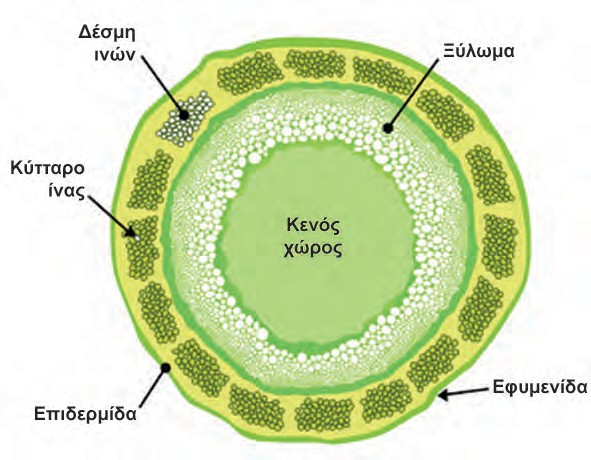 Δέσμη
ινών
Ξύλωμα
Κύτταρο
ίνας
Κενός
χώρος
Επιδερμίδα
Εφυμενίδα